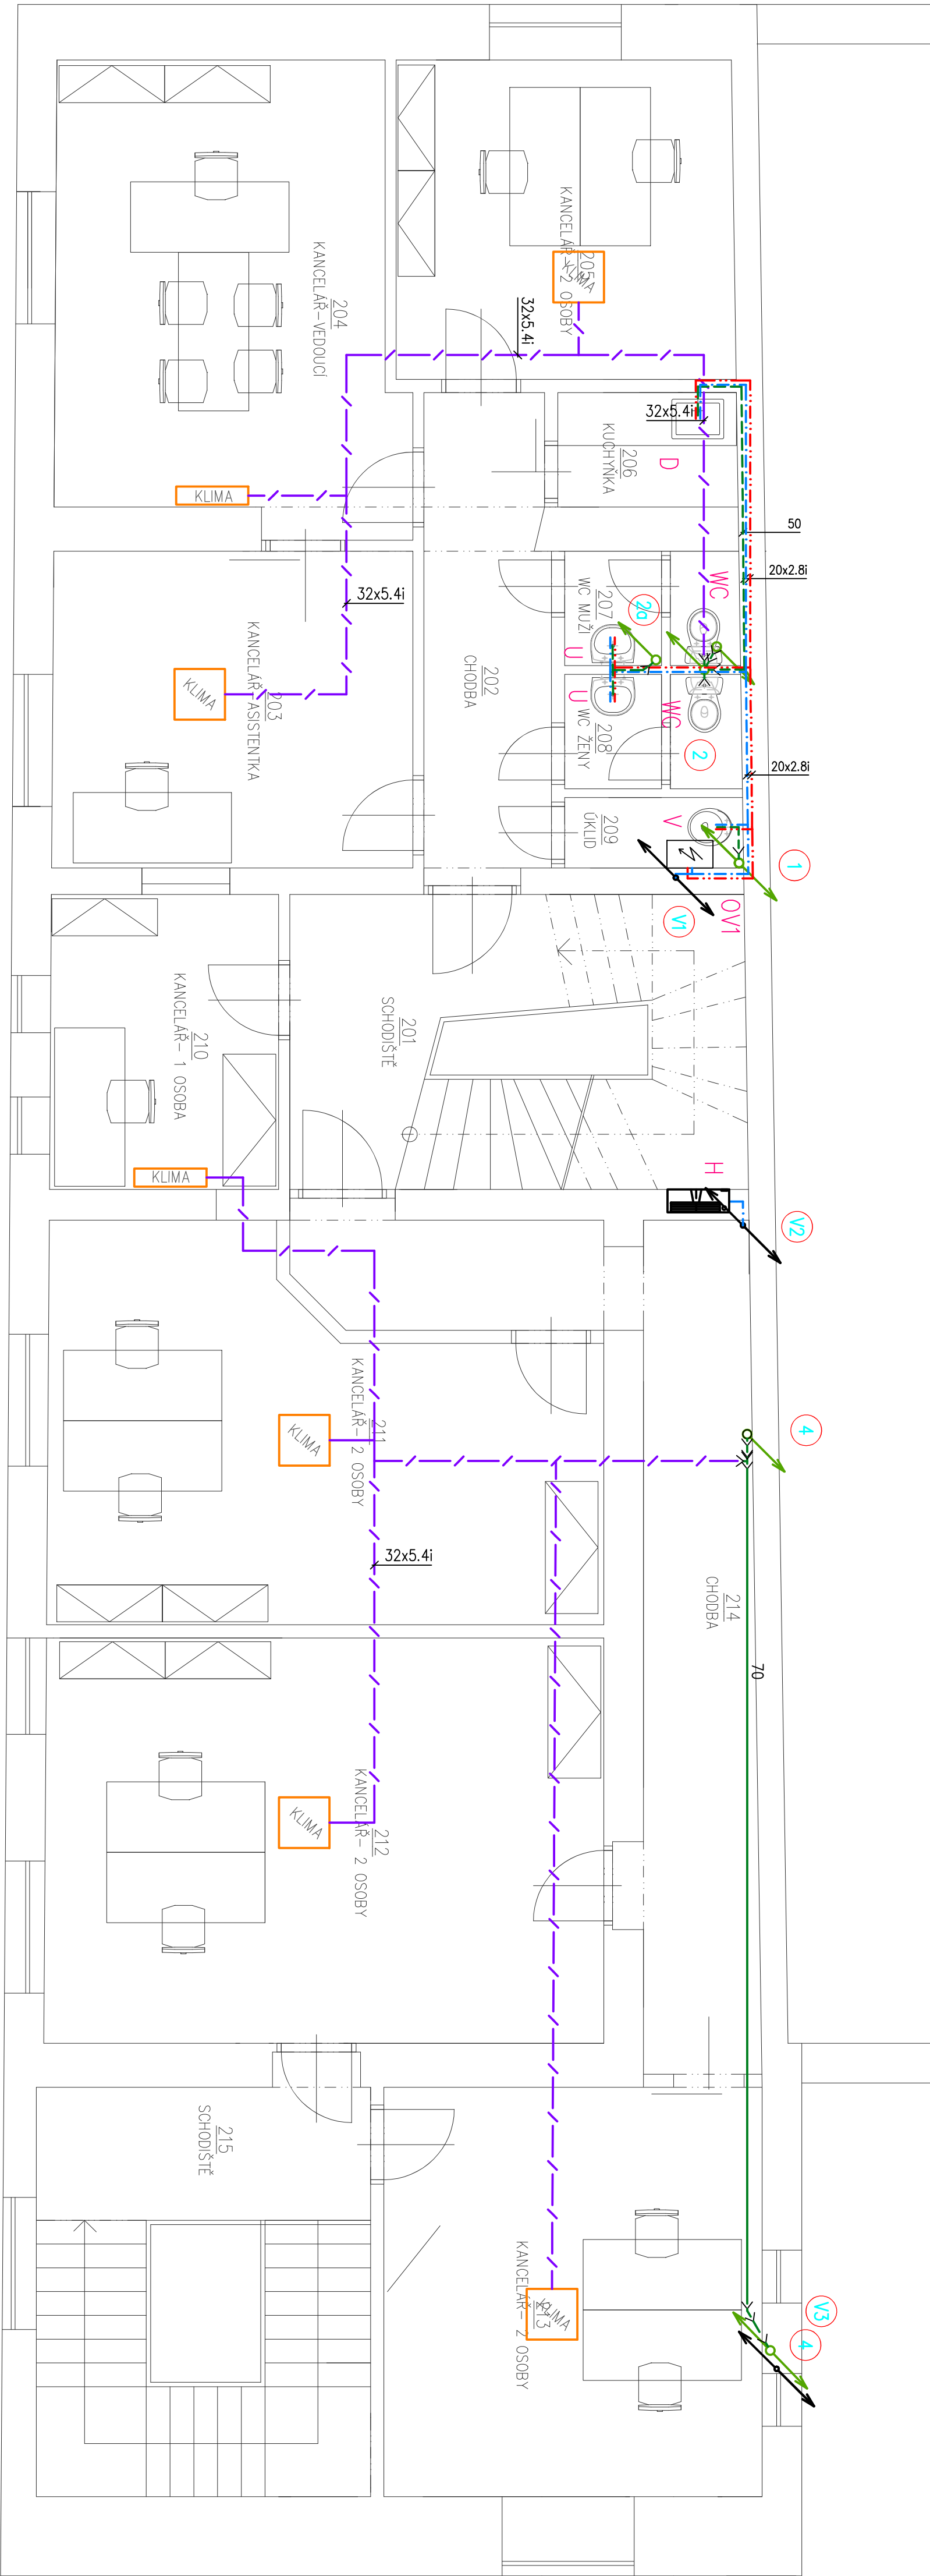 205
KANCELÁŘ- 2 OSOBY
KLIMA
32x5.4i
204
KANCELÁŘ-VEDOUCÍ
KLIMA
32x5.4i
206
KUCHYŇKA
D
50
20x2.8i
32x5.4i
203
KANCELÁŘ-ASISTENTKA
KLIMA
WC
207
WC MUŽI
2a
U
202
CHODBA
U
208
WC ŽENY
WC
2
20x2.8i
209
ÚKLID
V
1
OV1
V1
201
SCHODIŠTĚ
210
KANCELÁŘ- 1 OSOBA
KLIMA
H
V2
211
KANCELÁŘ- 2 OSOBY
KLIMA
4
32x5.4i
214
CHODBA
70
212
KANCELÁŘ- 2 OSOBY
KLIMA
215
SCHODIŠTĚ
213
KANCELÁŘ- 2 OSOBY
KLIMA
V3
4